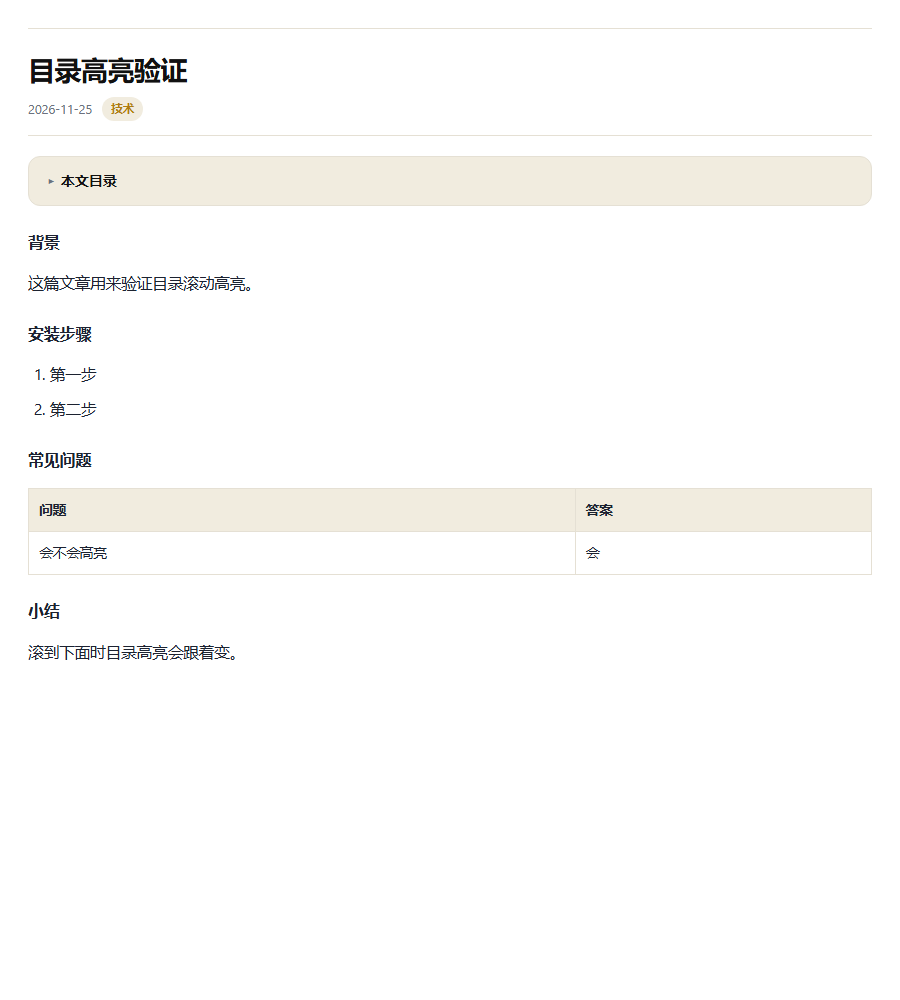 目录高亮验证
2026-11-25 技术
▸ 本文目录
背景
这篇文章用来验证目录滚动高亮。
安装步骤
1. 第一步
2. 第二步
常见问题
问题 答案
会不会高亮 会
小结
滚到下面时目录高亮会跟着变。